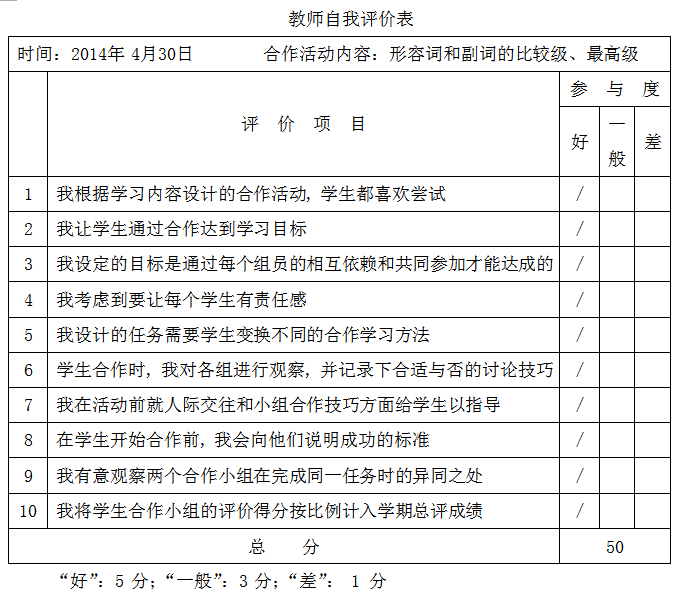 教师自我评价表
时间：2014年 4月30日 合作活动内容：形容词和副词的比较级、最高级
评 价 项 目
参 与 度
好 一般 差
1 我根据学习内容设计的合作活动，学生都喜欢尝试 /
2 我让学生通过合作达到学习目标 /
3 我设定的目标是通过每个组员的相互依赖和共同参加才能达成的 /
4 我考虑到要让每个学生有责任感 /
5 我设计的任务需要学生变换不同的合作学习方法 /
6 学生合作时，我对各组进行观察，并记录下合适与否的讨论技巧 /
7 我在活动前就人际交往和小组合作技巧方面给学生以指导 /
8 在学生开始合作前，我会向他们说明成功的标准 /
9 我有意观察两个合作小组在完成同一任务时的异同之处 /
10 我将学生合作小组的评价得分按比例计入学期总评成绩 /
总 分 50
“好”：5 分；“一般”：3 分；“差”： 1 分